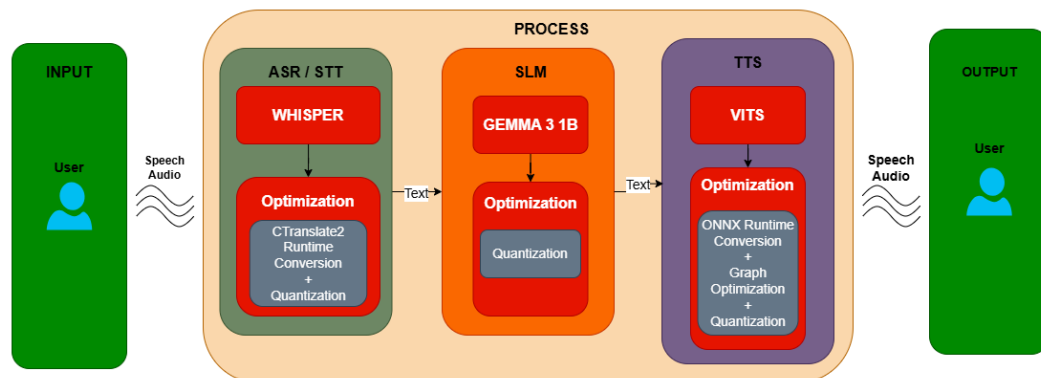 PROCESS
INPUT
User
Speech
Audio
ASR / STT
WHISPER
Optimization
CTranslate2
Runtime
Conversion
+
Quantization
Text
SLM
GEMMA 3 1B
Optimization
Quantization
Text
TTS
VITS
Optimization
ONNX Runtime
Conversion
+
Graph
Optimization
+
Quantization
Speech
Audio
OUTPUT
User